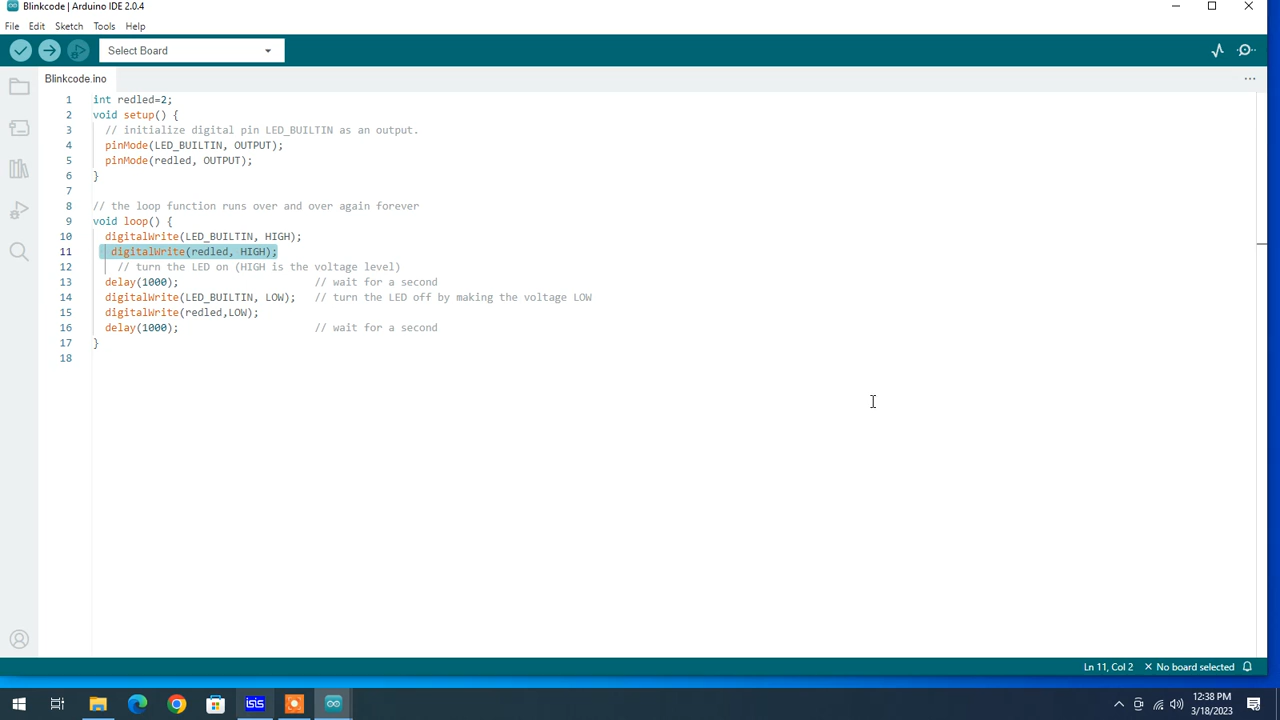 Blinkcode | Arduino IDE 2.0.4
File Edit Sketch Tools Help
Select Board
Blinkcode.ino
1 int redled=2;
2 void setup() {
3 // initialize digital pin LED_BUILTIN as an output.
4 pinMode(LED_BUILTIN, OUTPUT);
5 pinMode(redled, OUTPUT);
6 }
7
8 // the loop function runs over and over again forever
9 void loop() {
10 digitalWrite(LED_BUILTIN, HIGH);
11 digitalWrite(redled, HIGH);
12 // turn the LED on (HIGH is the voltage level)
13 delay(1000); // wait for a second
14 digitalWrite(LED_BUILTIN, LOW); // turn the LED off by making the voltage LOW
15 digitalWrite(redled,LOW);
16 delay(1000); // wait for a second
17 }
18
Ln 11, Col 2 No board selected
isis
12:38 PM
3/18/2023